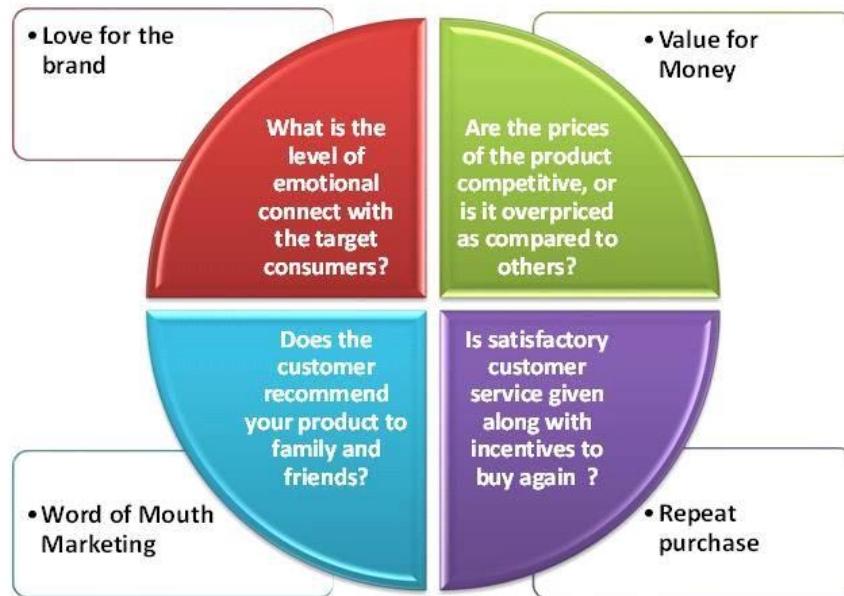 • Love for the
brand
• Value for
Money
What is the
level of
emotional
connect with
the target
consumers?
Are the prices
of the product
competitive, or
is it overpriced
as compared to
others?
Does the
customer
recommend
your product to
family and
friends?
Is satisfactory
customer
service given
along with
incentives to
buy again ?
• Word of Mouth
Marketing
• Repeat
purchase